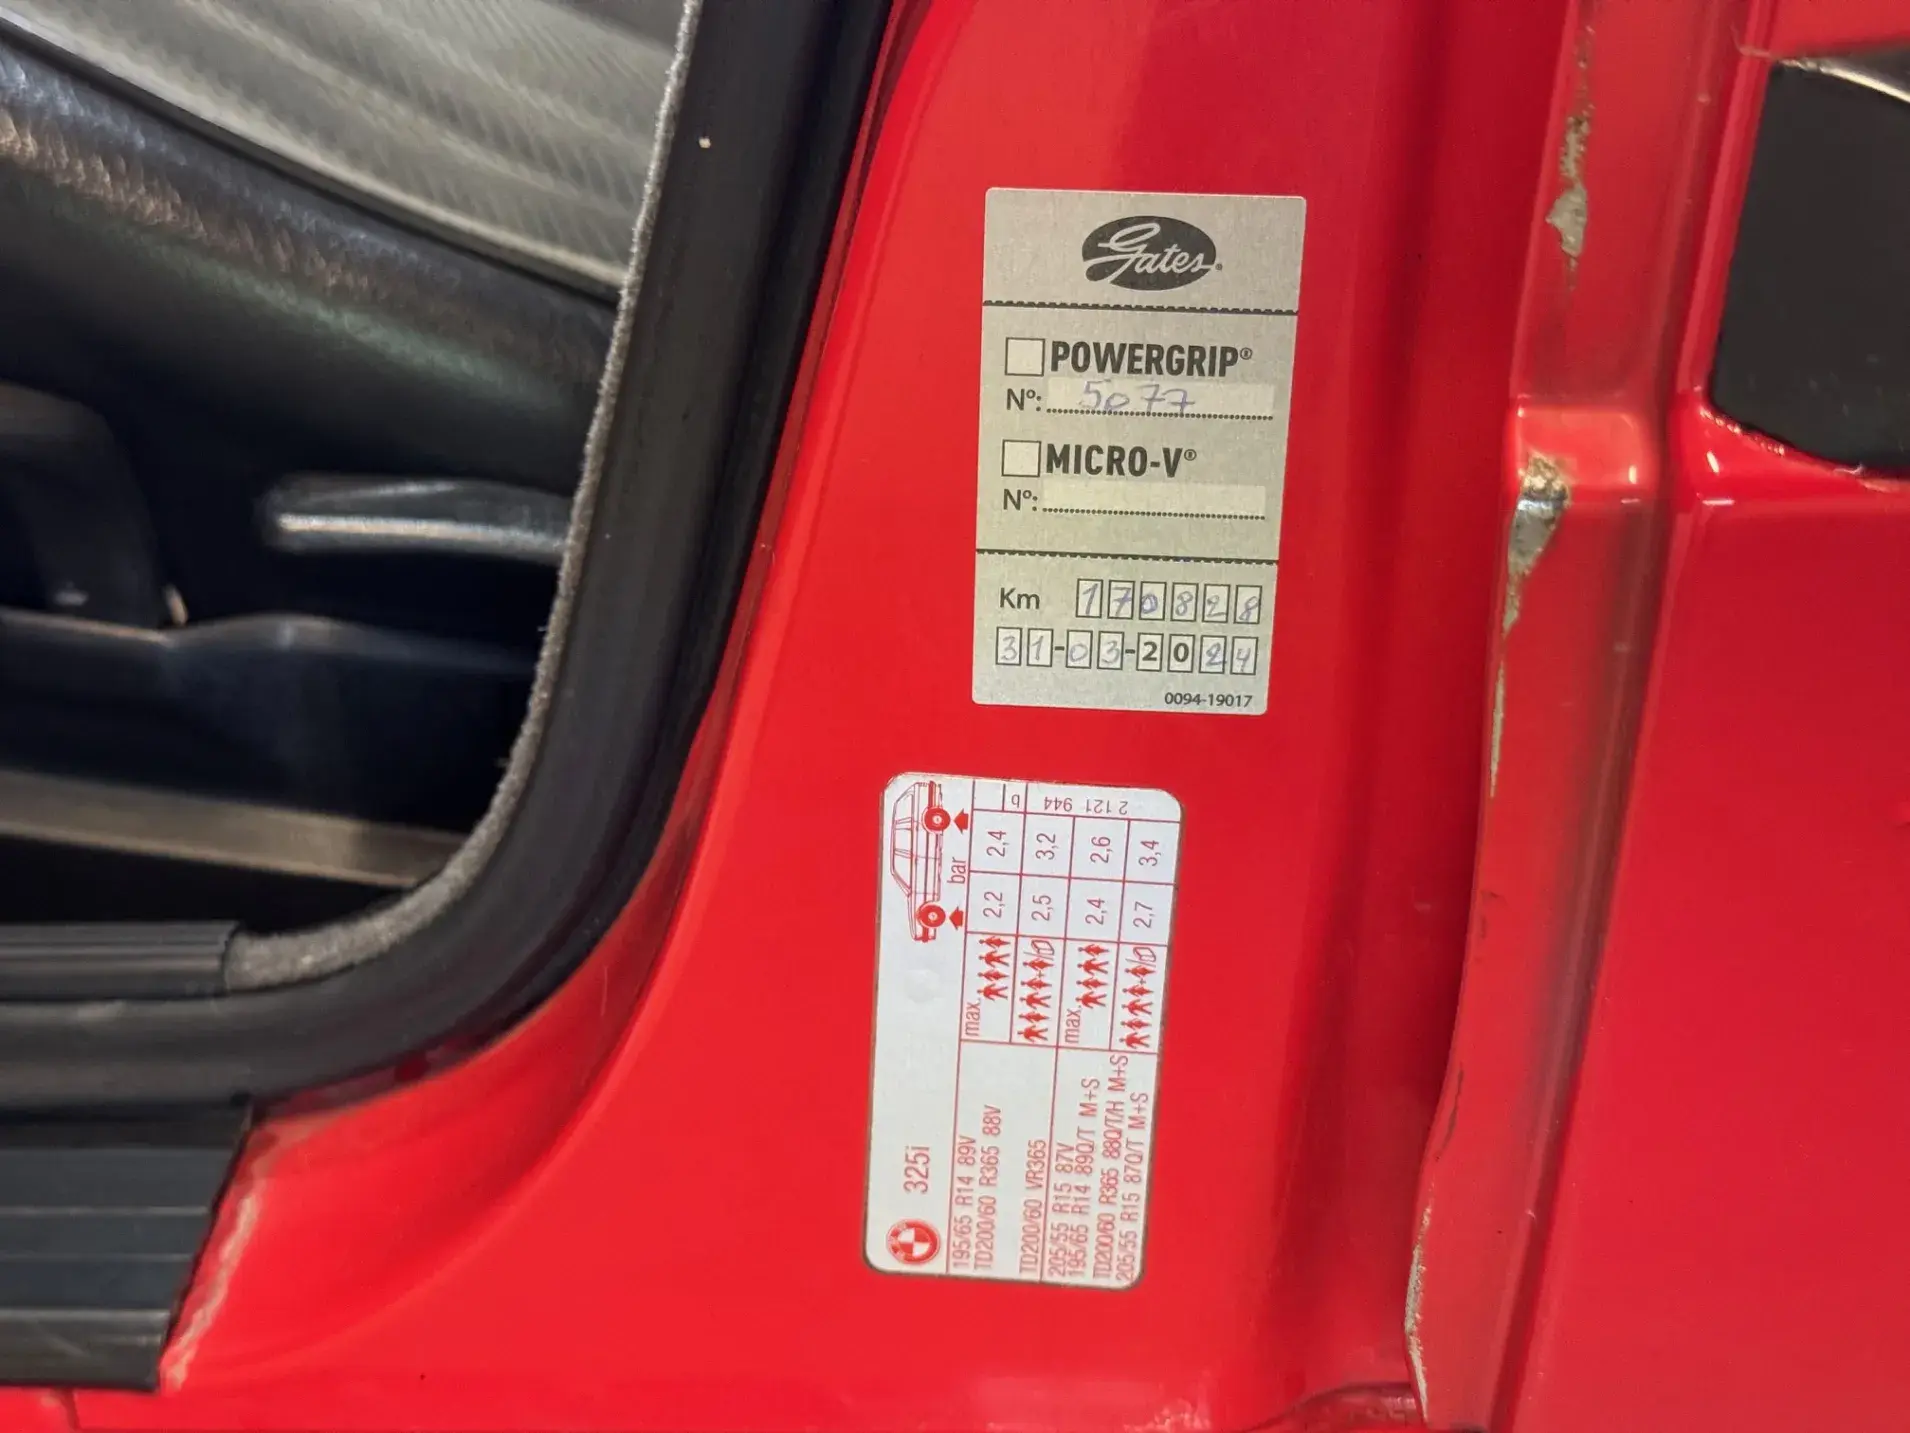 Gates®
POWERGRIP®
Nº: 5077
MICRO-V®
Nº:
Km 170828
31-03-2024
0094-19017
325i
bar
195/65 R14 89V
TD200/60 R365 88V
max. 2,2 2,4
TD200/60 VR365
2,5 3,2
205/55 R15 87V
195/65 R14 89Q/T M+S
max. 2,4 2,6
TD200/60 R365 88Q/T/H M+S
205/55 R15 87Q/T M+S
2,7 3,4
b 2 121 944